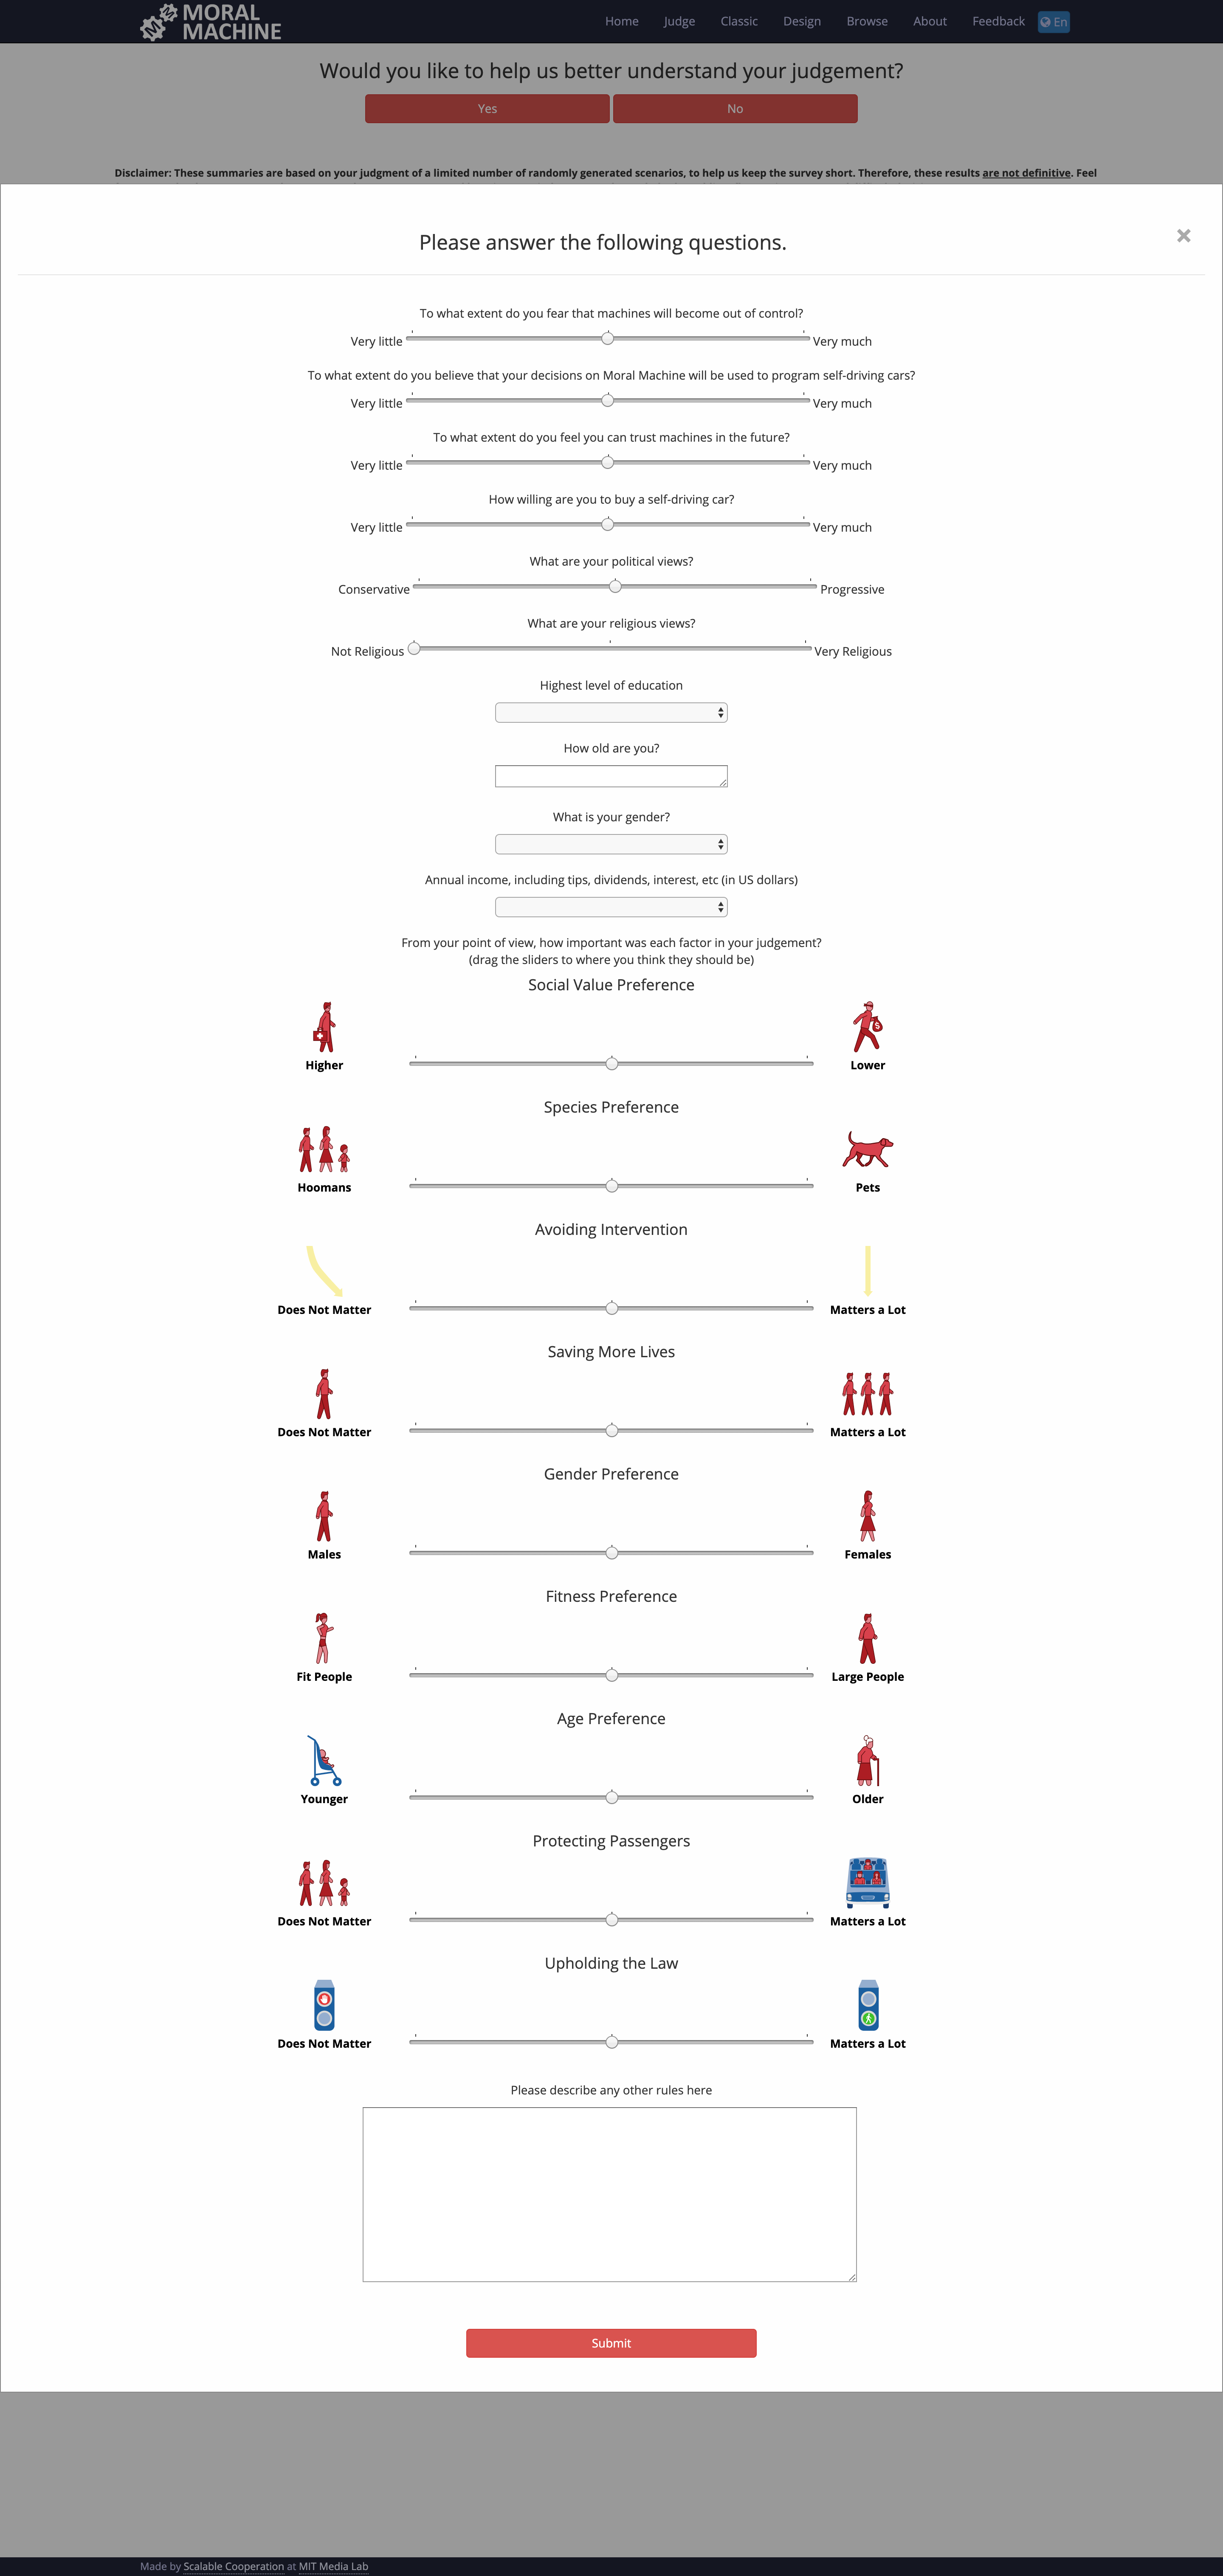 MORAL
MACHINE
Home Judge Classic Design Browse About Feedback En
Would you like to help us better understand your judgement?
Yes No
Disclaimer: These summaries are based on your judgment of a limited number of randomly generated scenarios, to help us keep the survey short. Therefore, these results are not definitive. Feel
Please answer the following questions.
To what extent do you fear that machines will become out of control?
Very little Very much
To what extent do you believe that your decisions on Moral Machine will be used to program self-driving cars?
Very little Very much
To what extent do you feel you can trust machines in the future?
Very little Very much
How willing are you to buy a self-driving car?
Very little Very much
What are your political views?
Conservative Progressive
What are your religious views?
Not Religious Very Religious
Highest level of education
How old are you?
What is your gender?
Annual income, including tips, dividends, interest, etc (in US dollars)
From your point of view, how important was each factor in your judgement?
(drag the sliders to where you think they should be)
Social Value Preference
$
Higher Lower
Species Preference
Hoomans Pets
Avoiding Intervention
Does Not Matter Matters a Lot
Saving More Lives
Does Not Matter Matters a Lot
Gender Preference
Males Females
Fitness Preference
Fit People Large People
Age Preference
Younger Older
Protecting Passengers
Does Not Matter Matters a Lot
Upholding the Law
Does Not Matter Matters a Lot
Please describe any other rules here
Submit
Made by Scalable Cooperation at MIT Media Lab